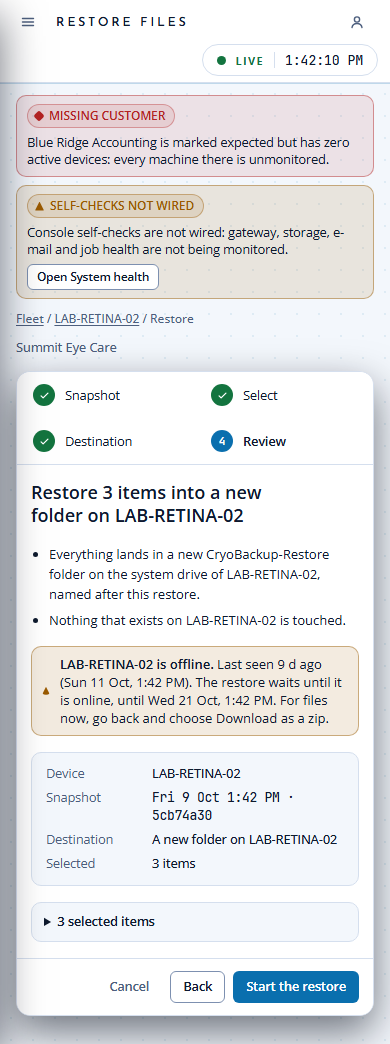 RESTORE FILES
LIVE 1:42:10 PM
MISSING CUSTOMER
Blue Ridge Accounting is marked expected but has zero
active devices: every machine there is unmonitored.
SELF-CHECKS NOT WIRED
Console self-checks are not wired: gateway, storage, e-
mail and job health are not being monitored.
Open System health
Fleet / LAB-RETINA-02 / Restore
Summit Eye Care
Snapshot
Select
Destination
4 Review
Restore 3 items into a new
folder on LAB-RETINA-02
• Everything lands in a new CryoBackup-Restore
folder on the system drive of LAB-RETINA-02,
named after this restore.
• Nothing that exists on LAB-RETINA-02 is touched.
LAB-RETINA-02 is offline. Last seen 9 d ago
(Sun 11 Oct, 1:42 PM). The restore waits until it
is online, until Wed 21 Oct, 1:42 PM. For files
now, go back and choose Download as a zip.
Device LAB-RETINA-02
Snapshot Fri 9 Oct 1:42 PM ·
5cb74a30
Destination A new folder on LAB-RETINA-02
Selected 3 items
3 selected items
Cancel Back Start the restore